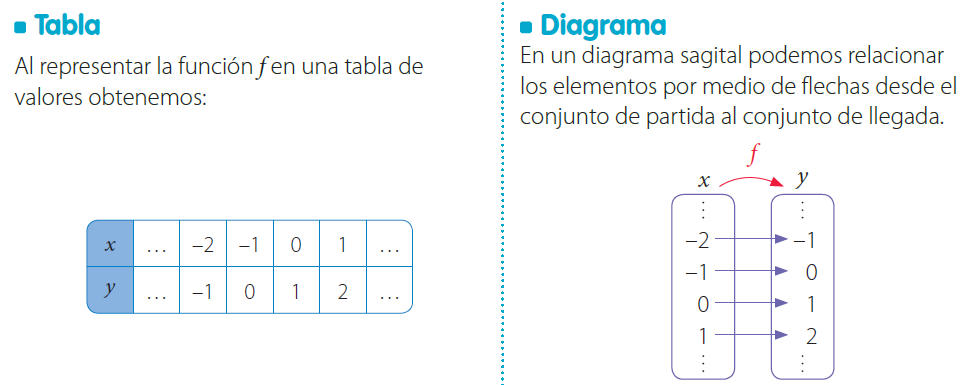 Tabla
Al representar la función f en una tabla de
valores obtenemos:
x … –2 –1 0 1 …
y … –1 0 1 2 …
Diagrama
En un diagrama sagital podemos relacionar
los elementos por medio de flechas desde el
conjunto de partida al conjunto de llegada.
f
x y
⋮ ⋮
–2 –1
–1 0
0 1
1 2
⋮ ⋮